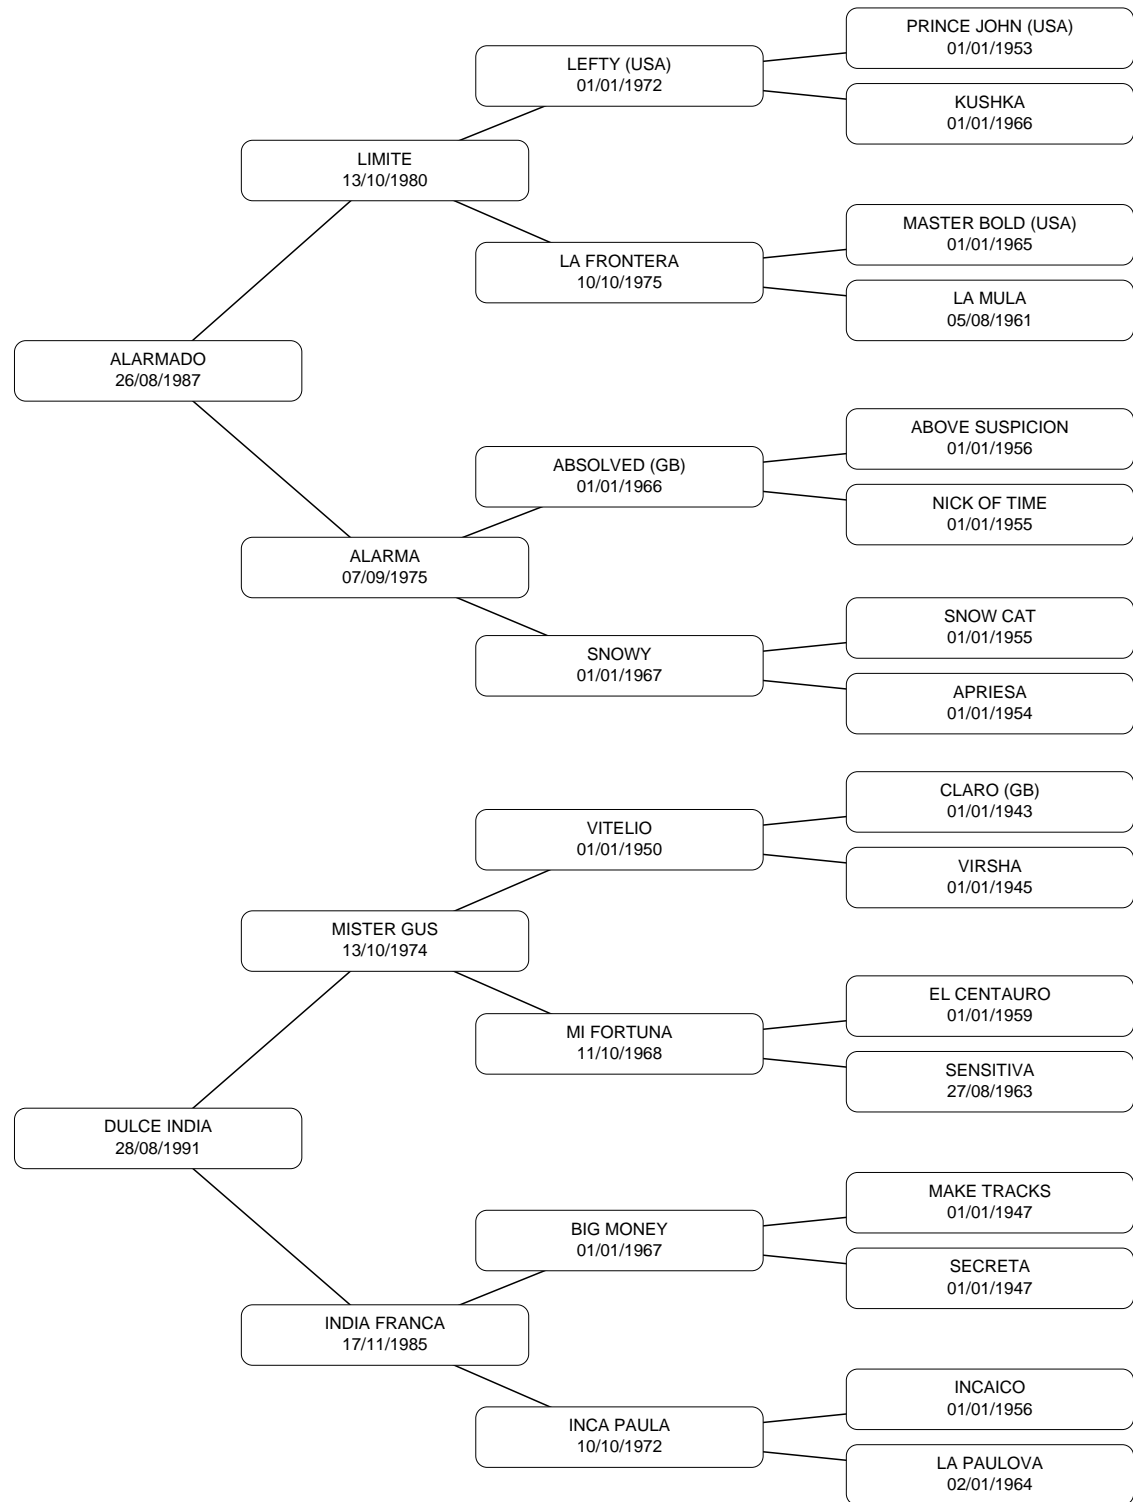 PRINCE JOHN (USA)
01/01/1953
LEFTY (USA)
01/01/1972
KUSHKA
01/01/1966
LIMITE
13/10/1980
MASTER BOLD (USA)
01/01/1965
LA FRONTERA
10/10/1975
LA MULA
05/08/1961
ALARMADO
26/08/1987
ABOVE SUSPICION
01/01/1956
ABSOLVED (GB)
01/01/1966
NICK OF TIME
01/01/1955
ALARMA
07/09/1975
SNOW CAT
01/01/1955
SNOWY
01/01/1967
APRIESA
01/01/1954
CLARO (GB)
01/01/1943
VITELIO
01/01/1950
VIRSHA
01/01/1945
MISTER GUS
13/10/1974
EL CENTAURO
01/01/1959
MI FORTUNA
11/10/1968
SENSITIVA
27/08/1963
DULCE INDIA
28/08/1991
MAKE TRACKS
01/01/1947
BIG MONEY
01/01/1967
SECRETA
01/01/1947
INDIA FRANCA
17/11/1985
INCAICO
01/01/1956
INCA PAULA
10/10/1972
LA PAULOVA
02/01/1964